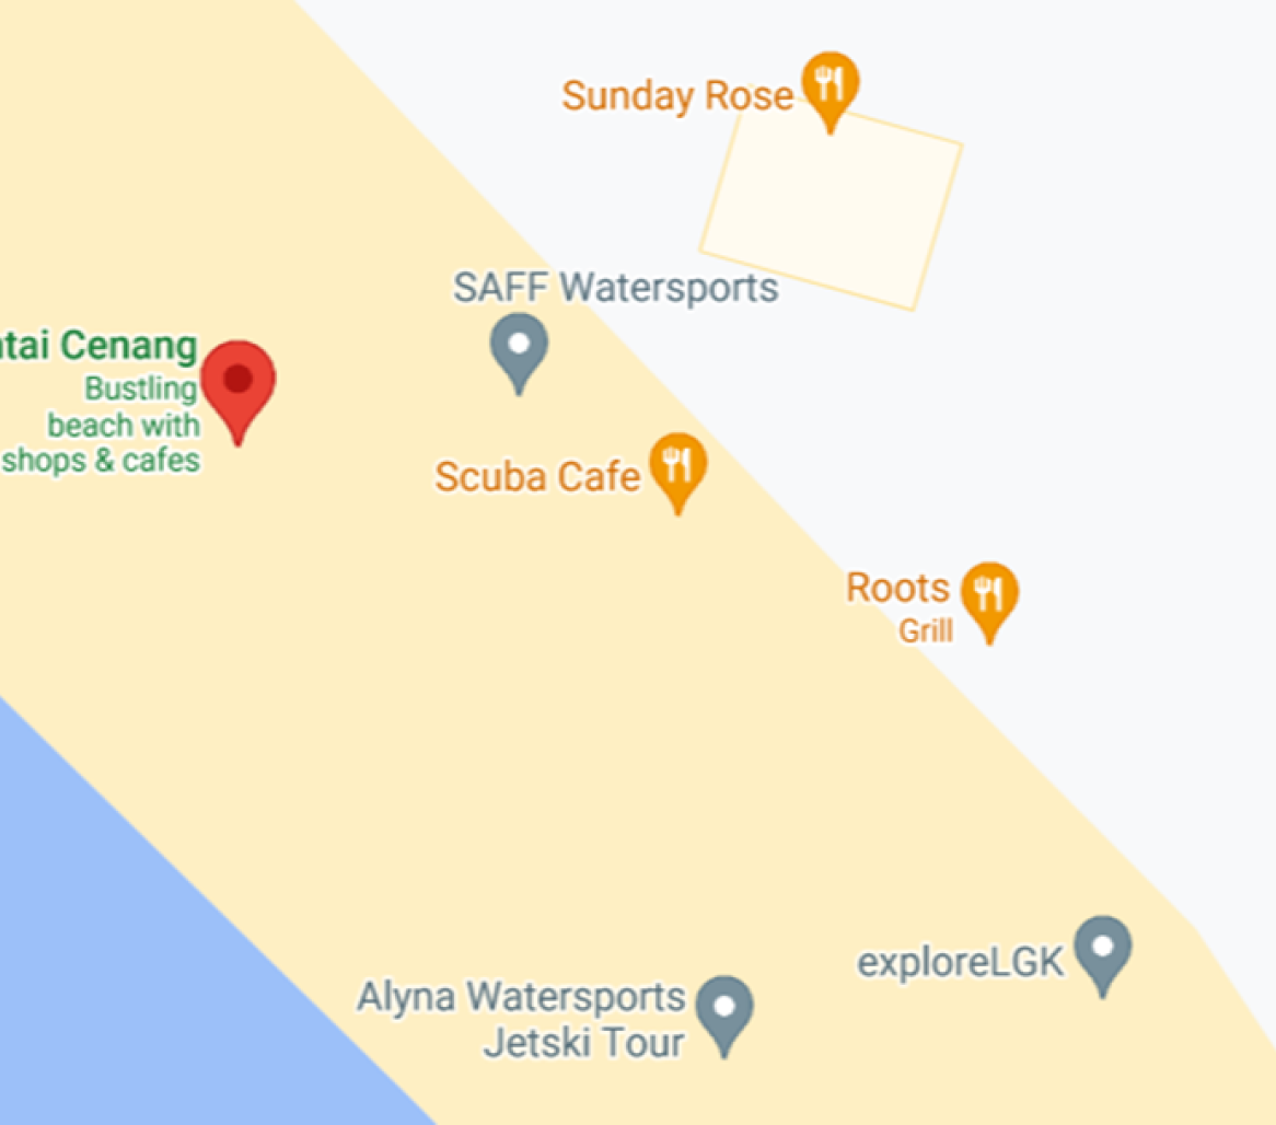 Sunday Rose
SAFF Watersports
ntai Cenang
Bustling
beach with
shops & cafes
Scuba Cafe
Roots
Grill
exploreLGK
Alyna Watersports
Jetski Tour